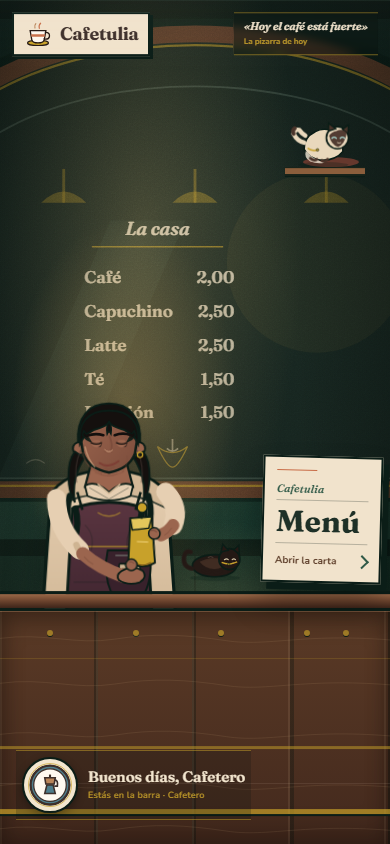 Cafetulia
«Hoy el café está fuerte»
La pizarra de hoy
La casa
Café 2,00
Capuchino 2,50
Latte 2,50
Té 1,50
1,50
Cafetulia
Menú
Abrir la carta
Buenos días, Cafetero
Estás en la barra · Cafetero